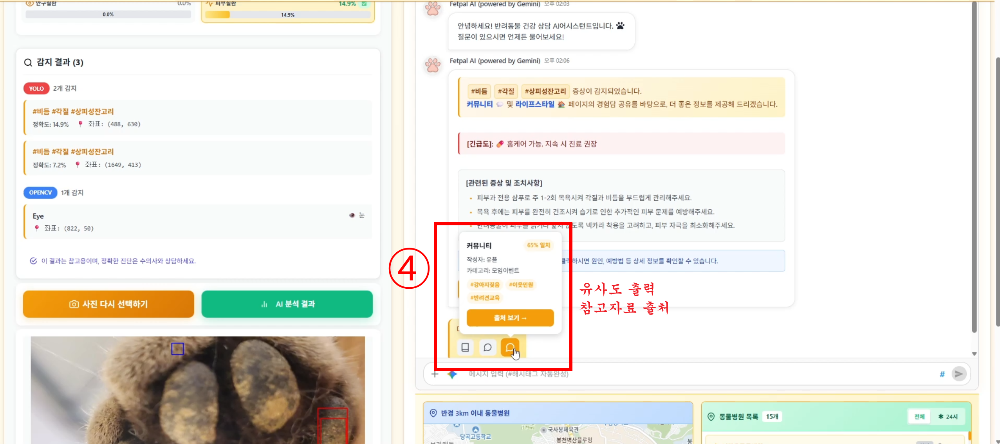 안구질환 0.0%
0.0%
피부질환 14.9%
14.9%
감지 결과 (3)
YOLO 2개 감지
#비듬 #각질 #상피성잔고리
정확도: 14.9% 좌표: (488, 630)
#비듬 #각질 #상피성잔고리
정확도: 7.2% 좌표: (1649, 413)
OPENCV 1개 감지
Eye 눈
좌표: (822, 50)
이 결과는 참고용이며, 정확한 진단은 수의사와 상담하세요.
사진 다시 선택하기
AI 분석 결과
Fetpal AI (powered by Gemini) 오후 02:03
안녕하세요! 반려동물 건강 상담 AI어시스턴트입니다.
질문이 있으시면 언제든 물어보세요!
Fetpal AI (powered by Gemini) 오후 02:06
#비듬 #각질 #상피성잔고리 증상이 감지되었습니다.
커뮤니티 및 라이프스타일 페이지의 경험담 공유를 바탕으로, 더 좋은 정보를 제공해 드리겠습니다.
[긴급도]: 홈케어 가능, 지속 시 진료 권장
[관련된 증상 및 조치사항]
• 피부과 전용 샴푸로 주 1-2회 목욕시켜 각질과 비듬을 부드럽게 관리해주세요.
• 목욕 후에는 피부를 완전히 건조시켜 습기로 인한 추가적인 피부 문제를 예방해주세요.
• 반려동물이 피부를 긁거나 핥지 않도록 넥카라 착용을 고려하고, 피부 자극을 최소화해주세요.
클릭하시면 원인, 예방법 등 상세 정보를 확인할 수 있습니다.
④
커뮤니티 65% 일치
작성자: 유플
카테고리: 모임이벤트
#강아지짖음 #이웃민원
#반려견교육
출처 보기 →
유사도 출력
참고자료 출처
메시지 입력 (#해시태그 자동완성)
#
반경 3km 이내 동물병원
(179m)
국사봉체육관
당곡고등학교
봉천벽산블루밍
동물병원 목록 15개
전체 ✱ 24시